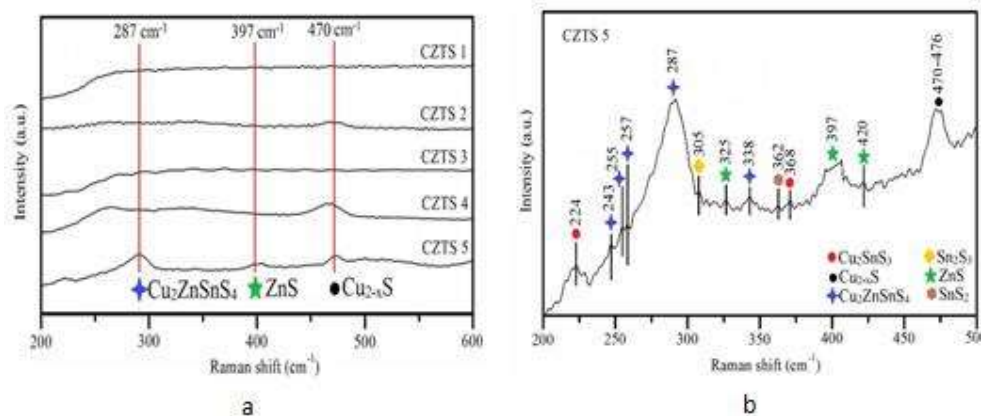 287 cm⁻¹ 397 cm⁻¹ 470 cm⁻¹
CZTS 1
CZTS 2
CZTS 3
CZTS 4
CZTS 5
Cu₂ZnSnS₄ ZnS Cu₂₋ₓS
Intensity (a.u.)
200 300 400 500 600
Raman shift (cm⁻¹)
a
CZTS 5
224
243
255
257
287
305
325
338
362
368
397
420
470-476
Cu₂SnS₃ Sn₂S₃
Cu₂₋ₓS ZnS
Cu₂ZnSnS₄ SnS₂
Intensity (a.u.)
200 250 300 350 400 450 500
Raman shift (cm⁻¹)
b